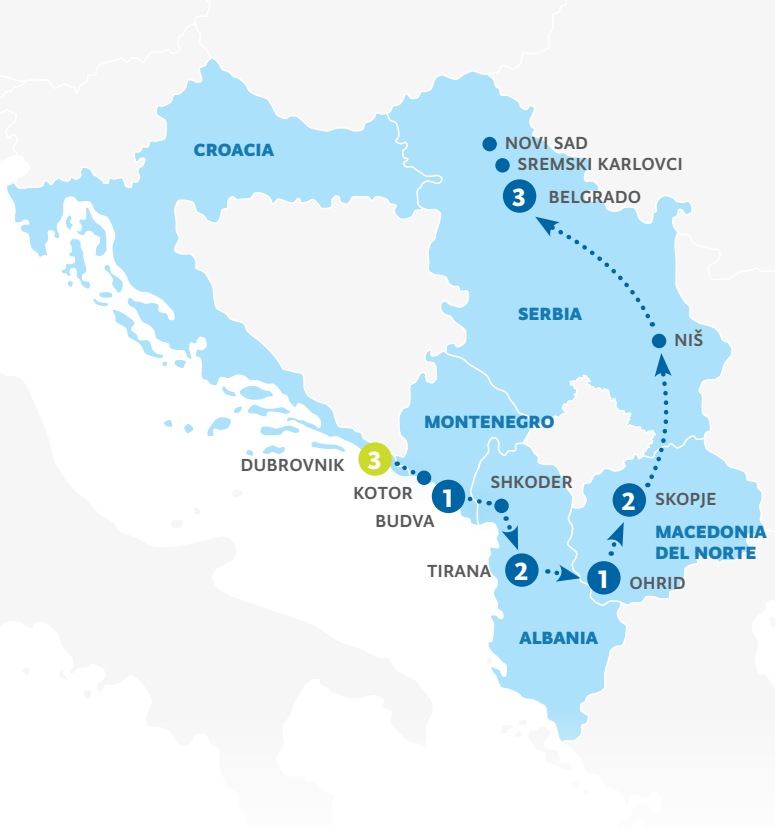 CROACIA
NOVI SAD
SREMSKI KARLOVCI
3 BELGRADO
SERBIA
NIŠ
MONTENEGRO
DUBROVNIK 3
KOTOR
1
BUDVA
SHKODER
2 SKOPJE
MACEDONIA
DEL NORTE
TIRANA 2
1 OHRID
ALBANIA